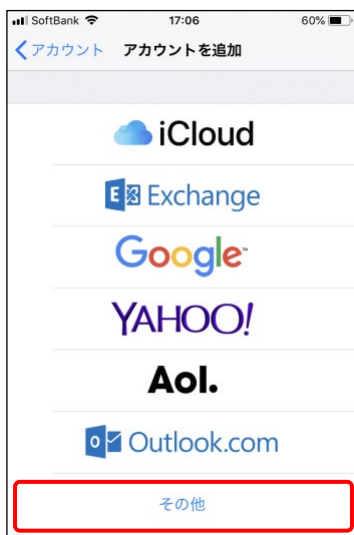 SoftBank 17:06 60%
アカウント アカウントを追加
iCloud
E Exchange
Google
YAHOO!
Aol.
o Outlook.com
その他